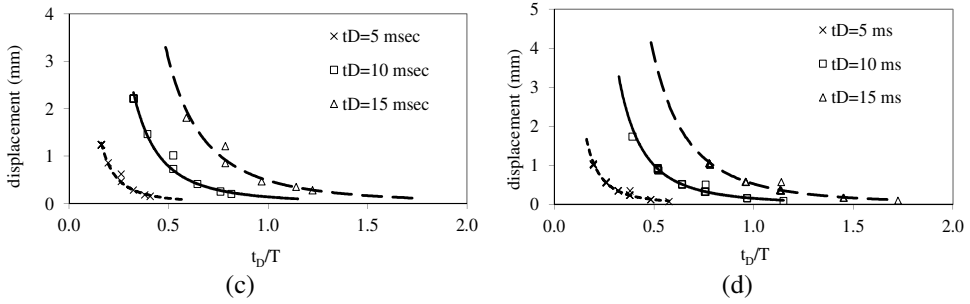 4
3
2
1
0
displacement (mm)
0.0 0.5 1.0 1.5 2.0
t_D/T
tD=5 msec
tD=10 msec
tD=15 msec
(c)
5
4
3
2
1
0
displacement (mm)
0.0 0.5 1.0 1.5 2.0
t_D/T
tD=5 ms
tD=10 ms
tD=15 ms
(d)